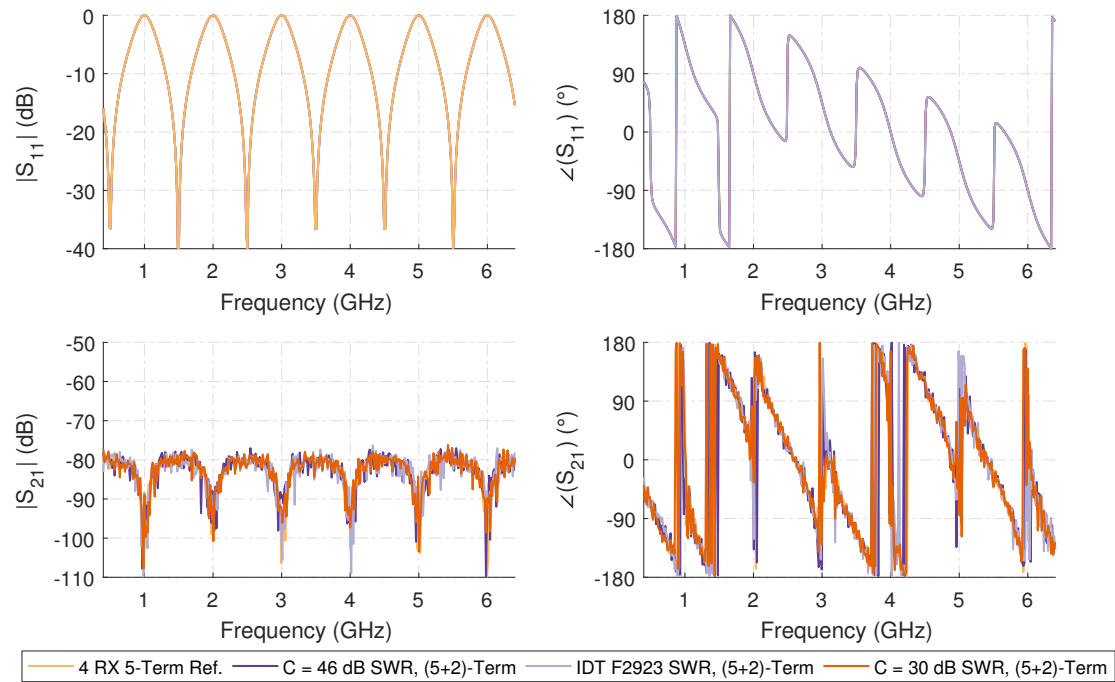 |S11| (dB)
0
-10
-20
-30
-40
1 2 3 4 5 6
Frequency (GHz)
∠(S11) (°)
180
90
0
-90
-180
1 2 3 4 5 6
Frequency (GHz)
|S21| (dB)
-50
-60
-70
-80
-90
-100
-110
1 2 3 4 5 6
Frequency (GHz)
∠(S21) (°)
180
90
0
-90
-180
1 2 3 4 5 6
Frequency (GHz)
4 RX 5-Term Ref. C = 46 dB SWR, (5+2)-Term IDT F2923 SWR, (5+2)-Term C = 30 dB SWR, (5+2)-Term